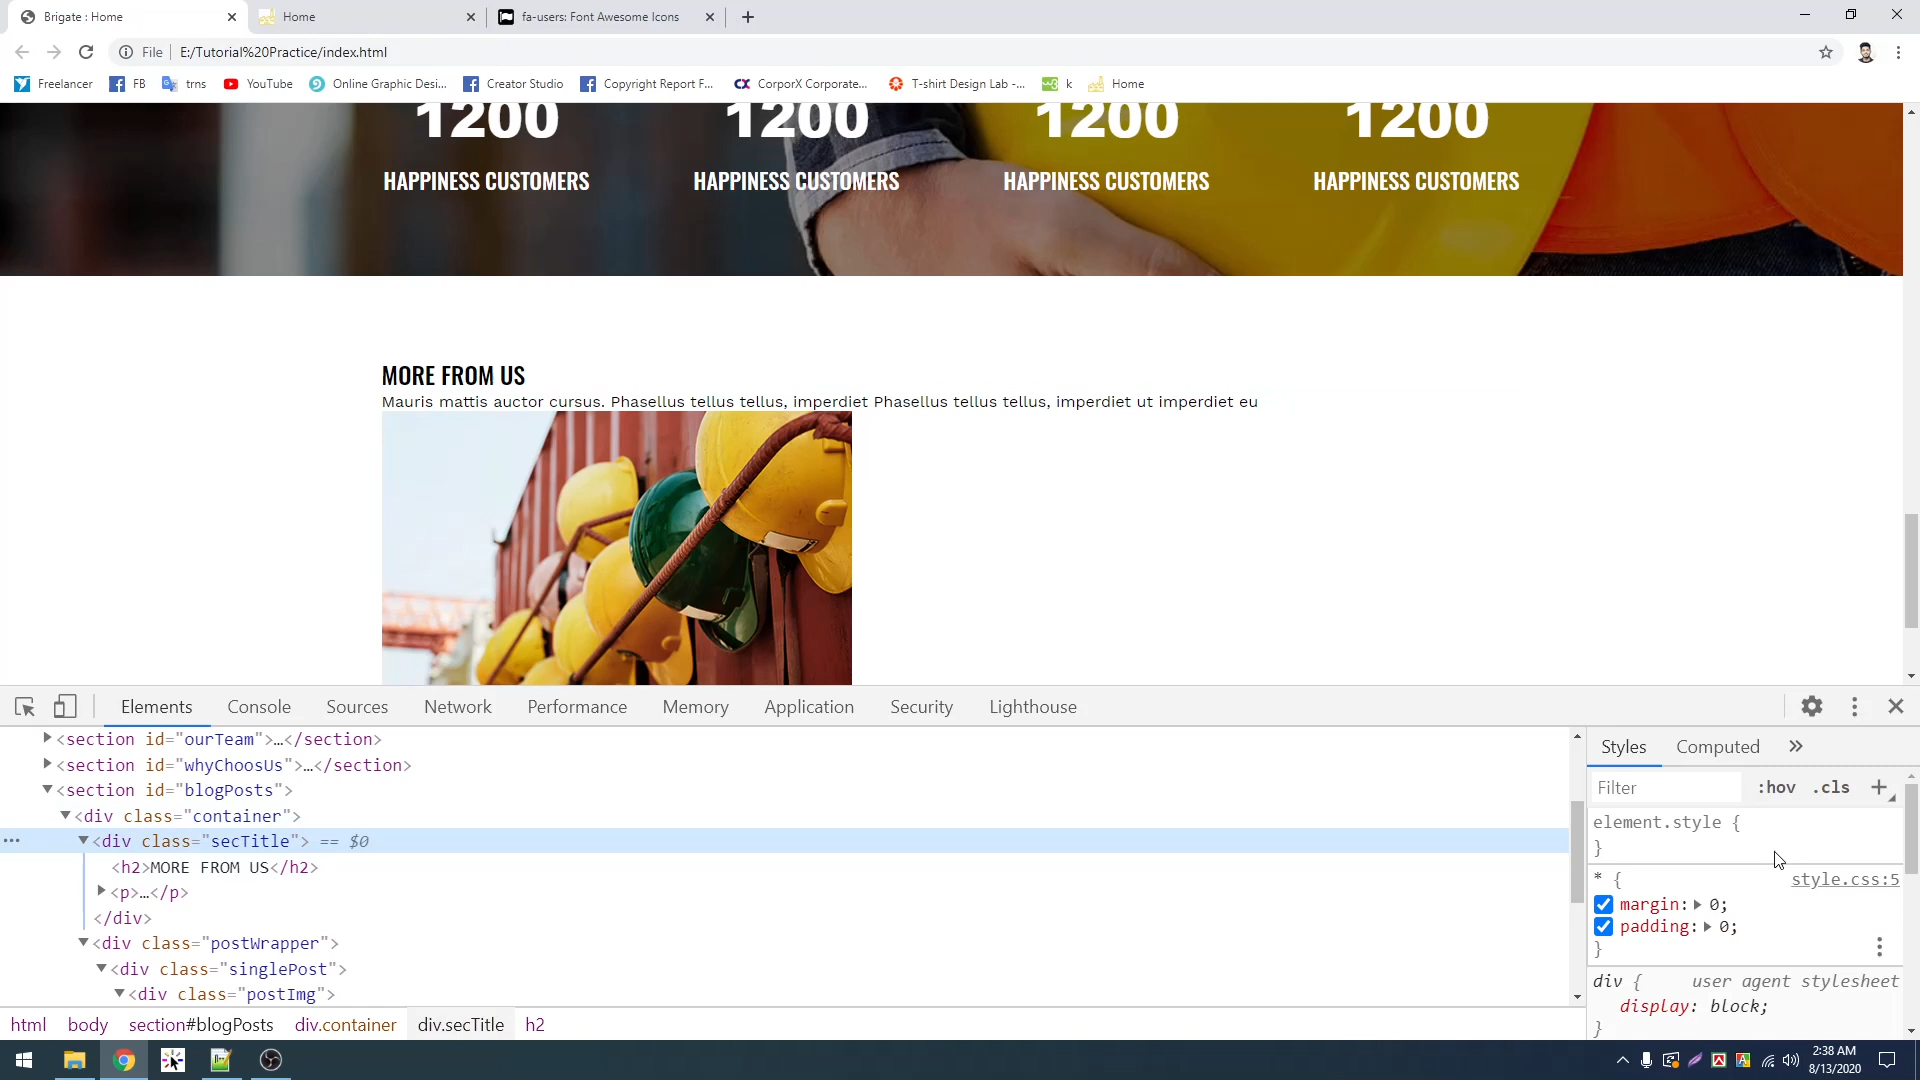 Brigate : Home
Home
fa-users: Font Awesome Icons
File
E:/Tutorial%20Practice/index.html
Freelancer
FB
trns
YouTube
Online Graphic Desi...
Creator Studio
Copyright Report F...
CorporX Corporate...
T-shirt Design Lab -...
k
Home
1200 1200 1200 1200
HAPPINESS CUSTOMERS HAPPINESS CUSTOMERS HAPPINESS CUSTOMERS HAPPINESS CUSTOMERS
MORE FROM US
Mauris mattis auctor cursus. Phasellus tellus tellus, imperdiet Phasellus tellus tellus, imperdiet ut imperdiet eu
Elements Console Sources Network Performance Memory Application Security Lighthouse
<section id="ourTeam">…</section>
<section id="whyChoosUs">…</section>
<section id="blogPosts">
<div class="container">
<div class="secTitle"> == $0
<h2>MORE FROM US</h2>
<p>…</p>
</div>
<div class="postWrapper">
<div class="singlePost">
<div class="postImg">
html body section#blogPosts div.container div.secTitle h2
Styles Computed »
Filter :hov .cls +
element.style {
}
* { style.css:5
margin: 0;
padding: 0;
}
div { user agent stylesheet
display: block;
}
2:38 AM
8/13/2020